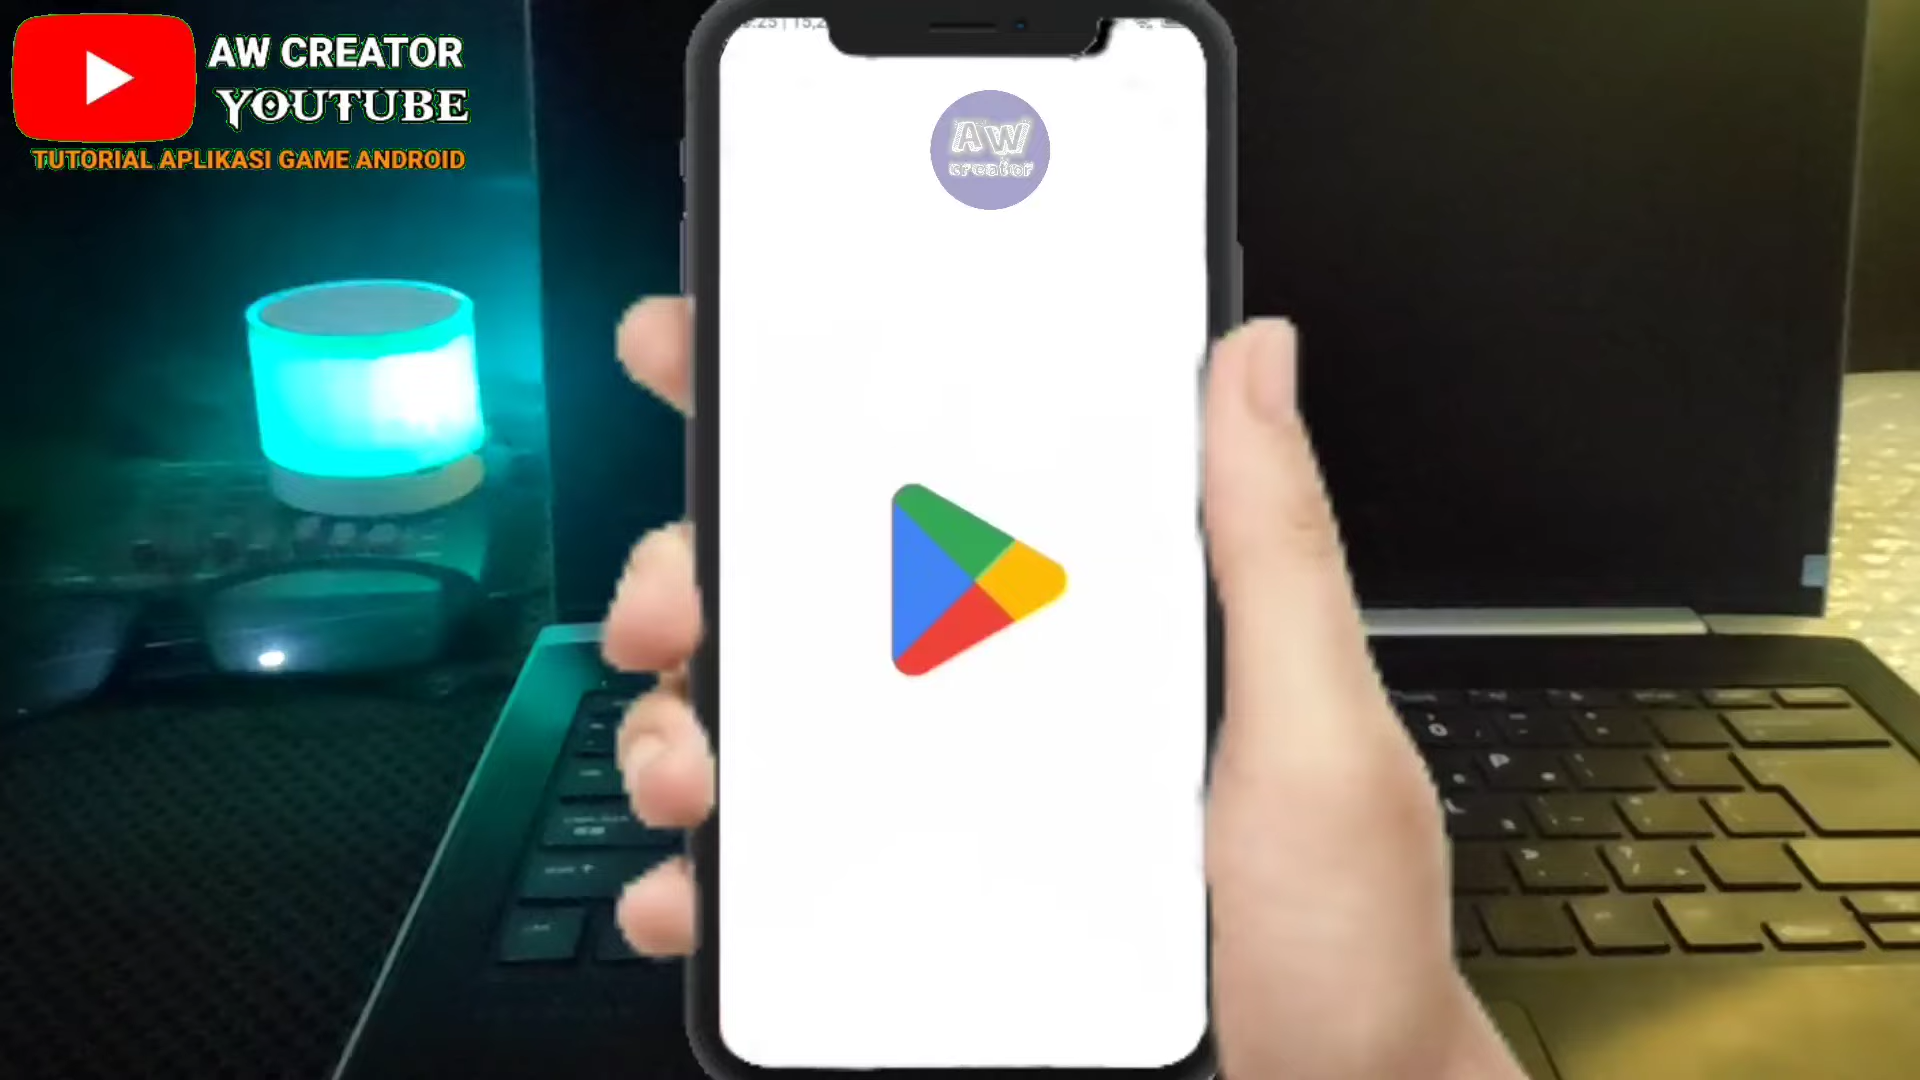 AW CREATOR
YOUTUBE
TUTORIAL APLIKASI GAME ANDROID
AW
creator